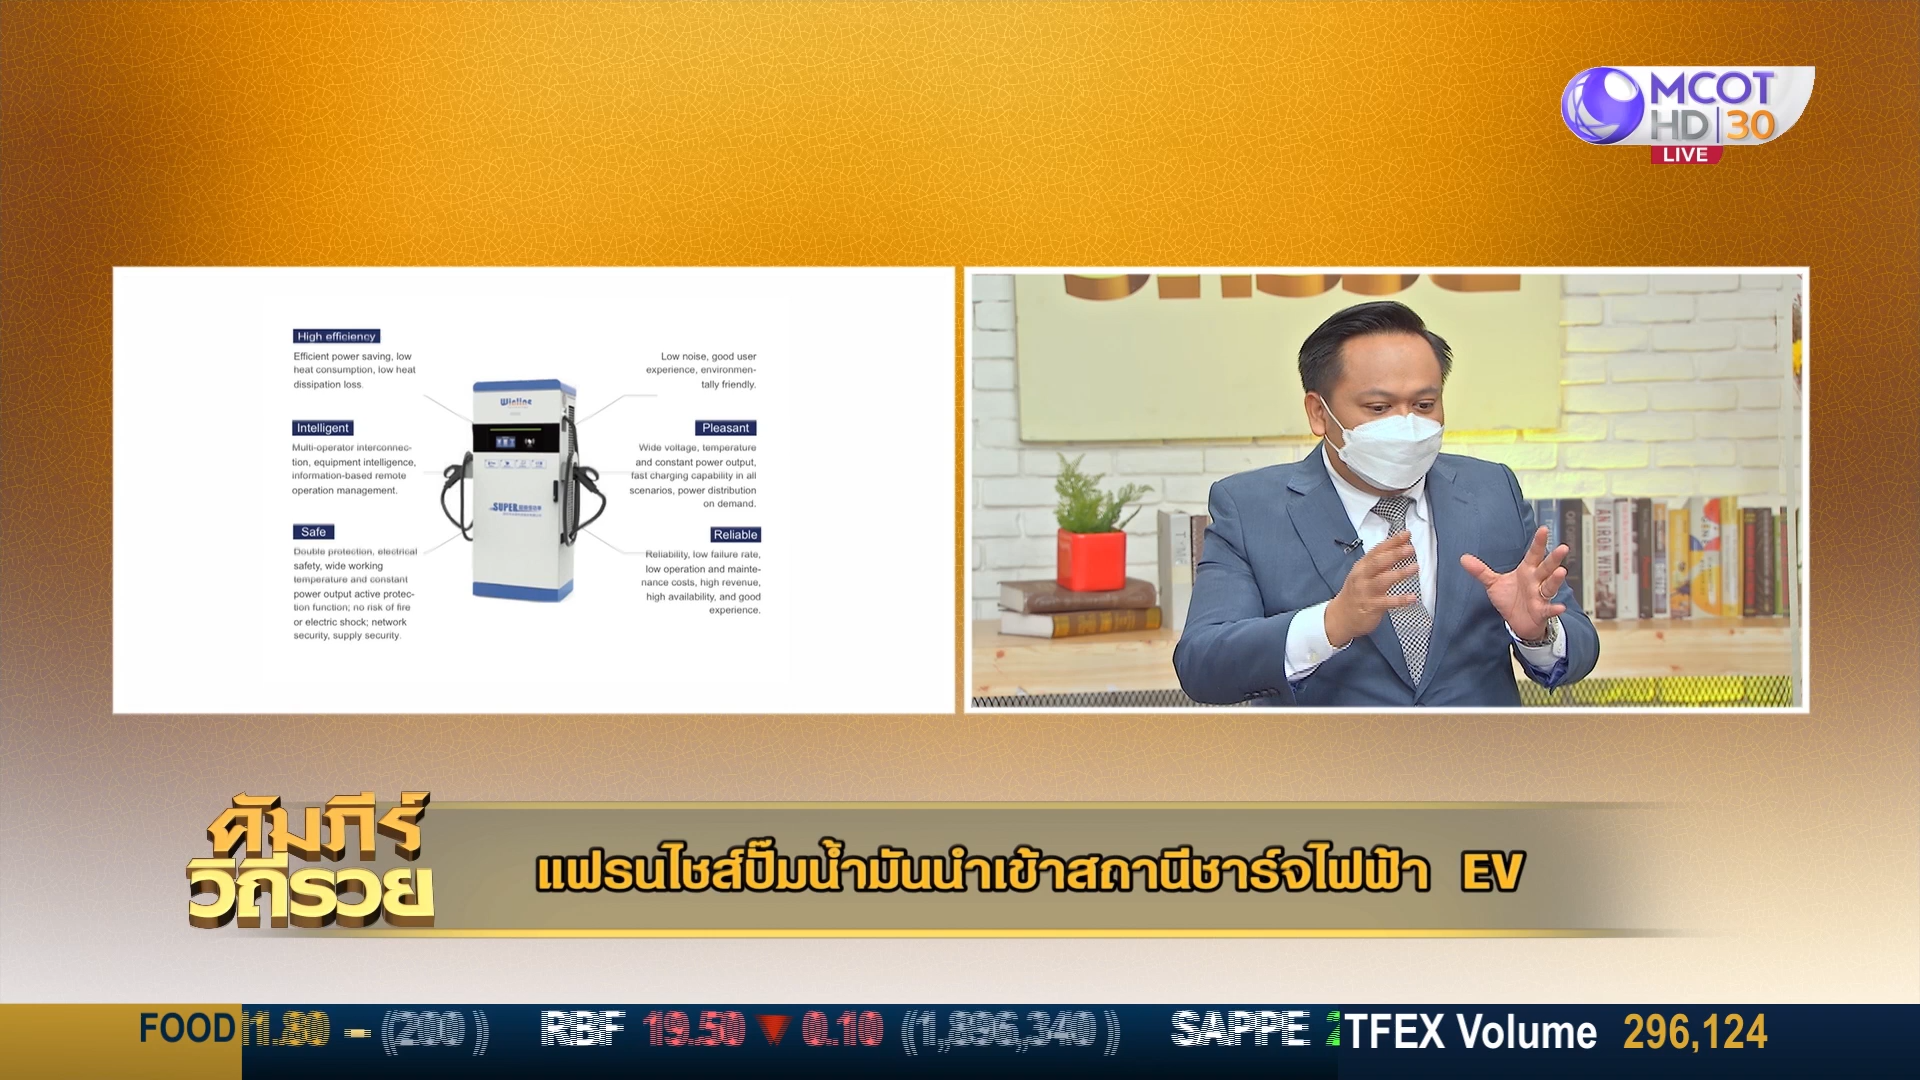 MCOT
HD 30
LIVE
High efficiency
Efficient power saving, low
heat consumption, low heat
dissipation loss.
Intelligent
Multi-operator interconnec-
tion, equipment intelligence,
information-based remote
operation management.
Safe
Double protection, electrical
safety, wide working
temperature and constant
power output active protec-
tion function; no risk of fire
or electric shock; network
security, supply security.
Winline
SUPER
Low noise, good user
experience, environmen-
tally friendly.
Pleasant
Wide voltage, temperature
and constant power output,
fast charging capability in all
scenarios, power distribution
on demand.
Reliable
Reliability, low failure rate,
low operation and mainte-
nance costs, high revenue,
high availability, and good
experience.
AN IRON WIND
คัมภีร์
วิถีรวย
แฟรนไชส์ปั๊มน้ำมันนำเข้าสถานีชาร์จไฟฟ้า EV
FOOD 11.80 – (200) RBF 19.50 ▼ 0.10 (1,896,340) SAPPE TFEX Volume 296,124